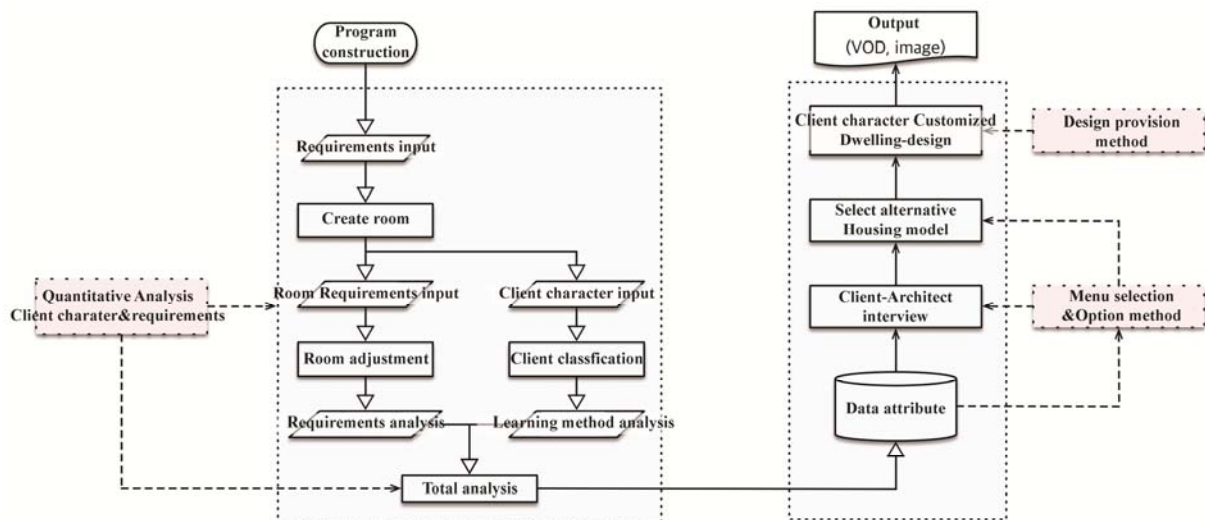 Program
construction
Requirements input
Create room
Room Requirements input
Client character input
Quantitative Analysis
Client charater&requirements
Room adjustment
Client classfication
Requirements analysis
Learning method analysis
Total analysis
Output
(VOD, image)
Client character Customized
Dwelling-design
Design provision
method
Select alternative
Housing model
Client-Architect
interview
Menu selection
&Option method
Data attribute